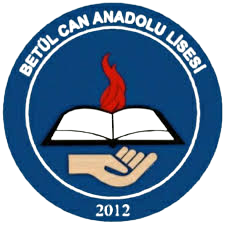 BETÜL CAN ANADOLU LİSESİ
2012